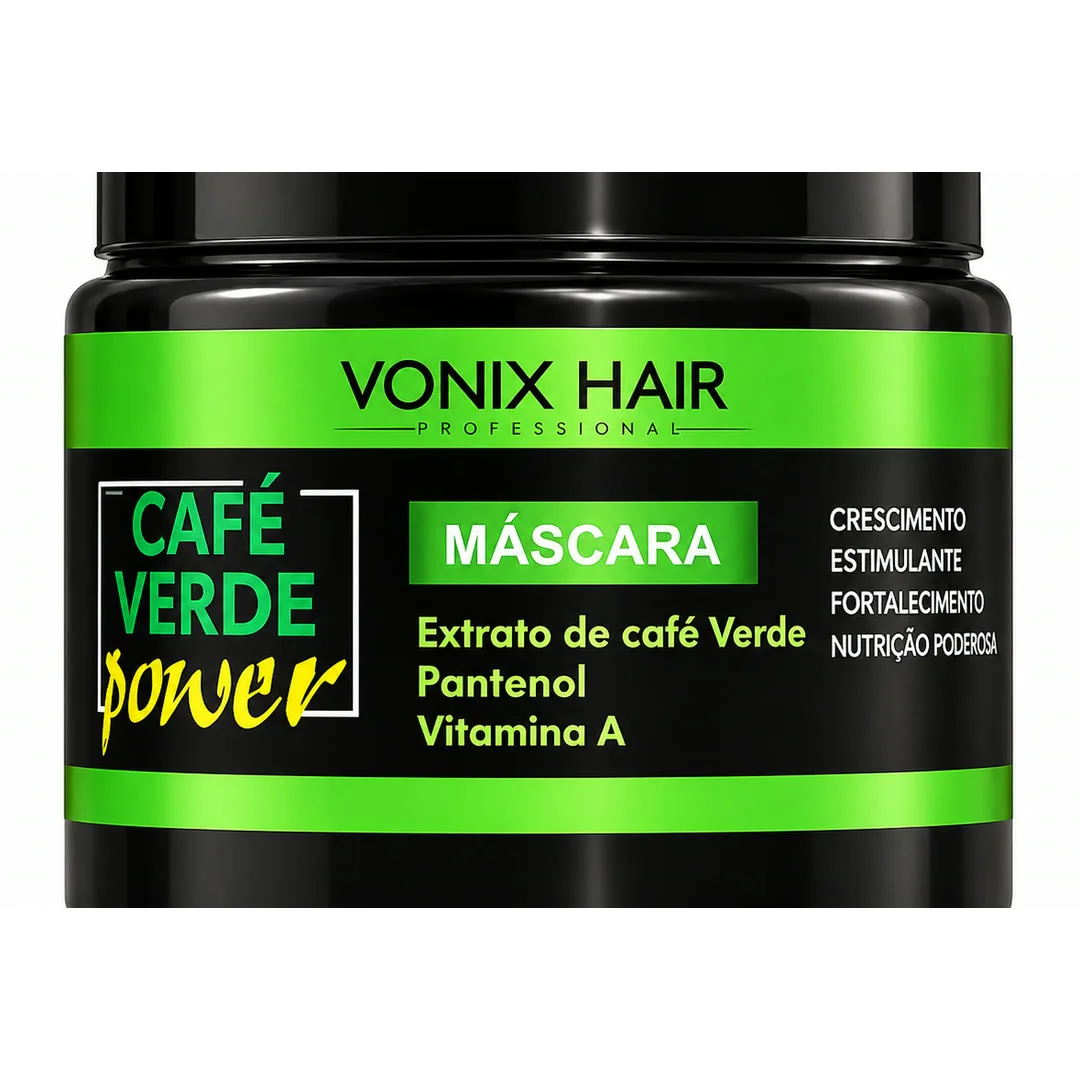 VONIX HAIR
PROFESSIONAL
CAFÉ
VERDE
power
MÁSCARA
Extrato de café Verde
Pantenol
Vitamina A
CRESCIMENTO
ESTIMULANTE
FORTALECIMENTO
NUTRIÇÃO PODEROSA